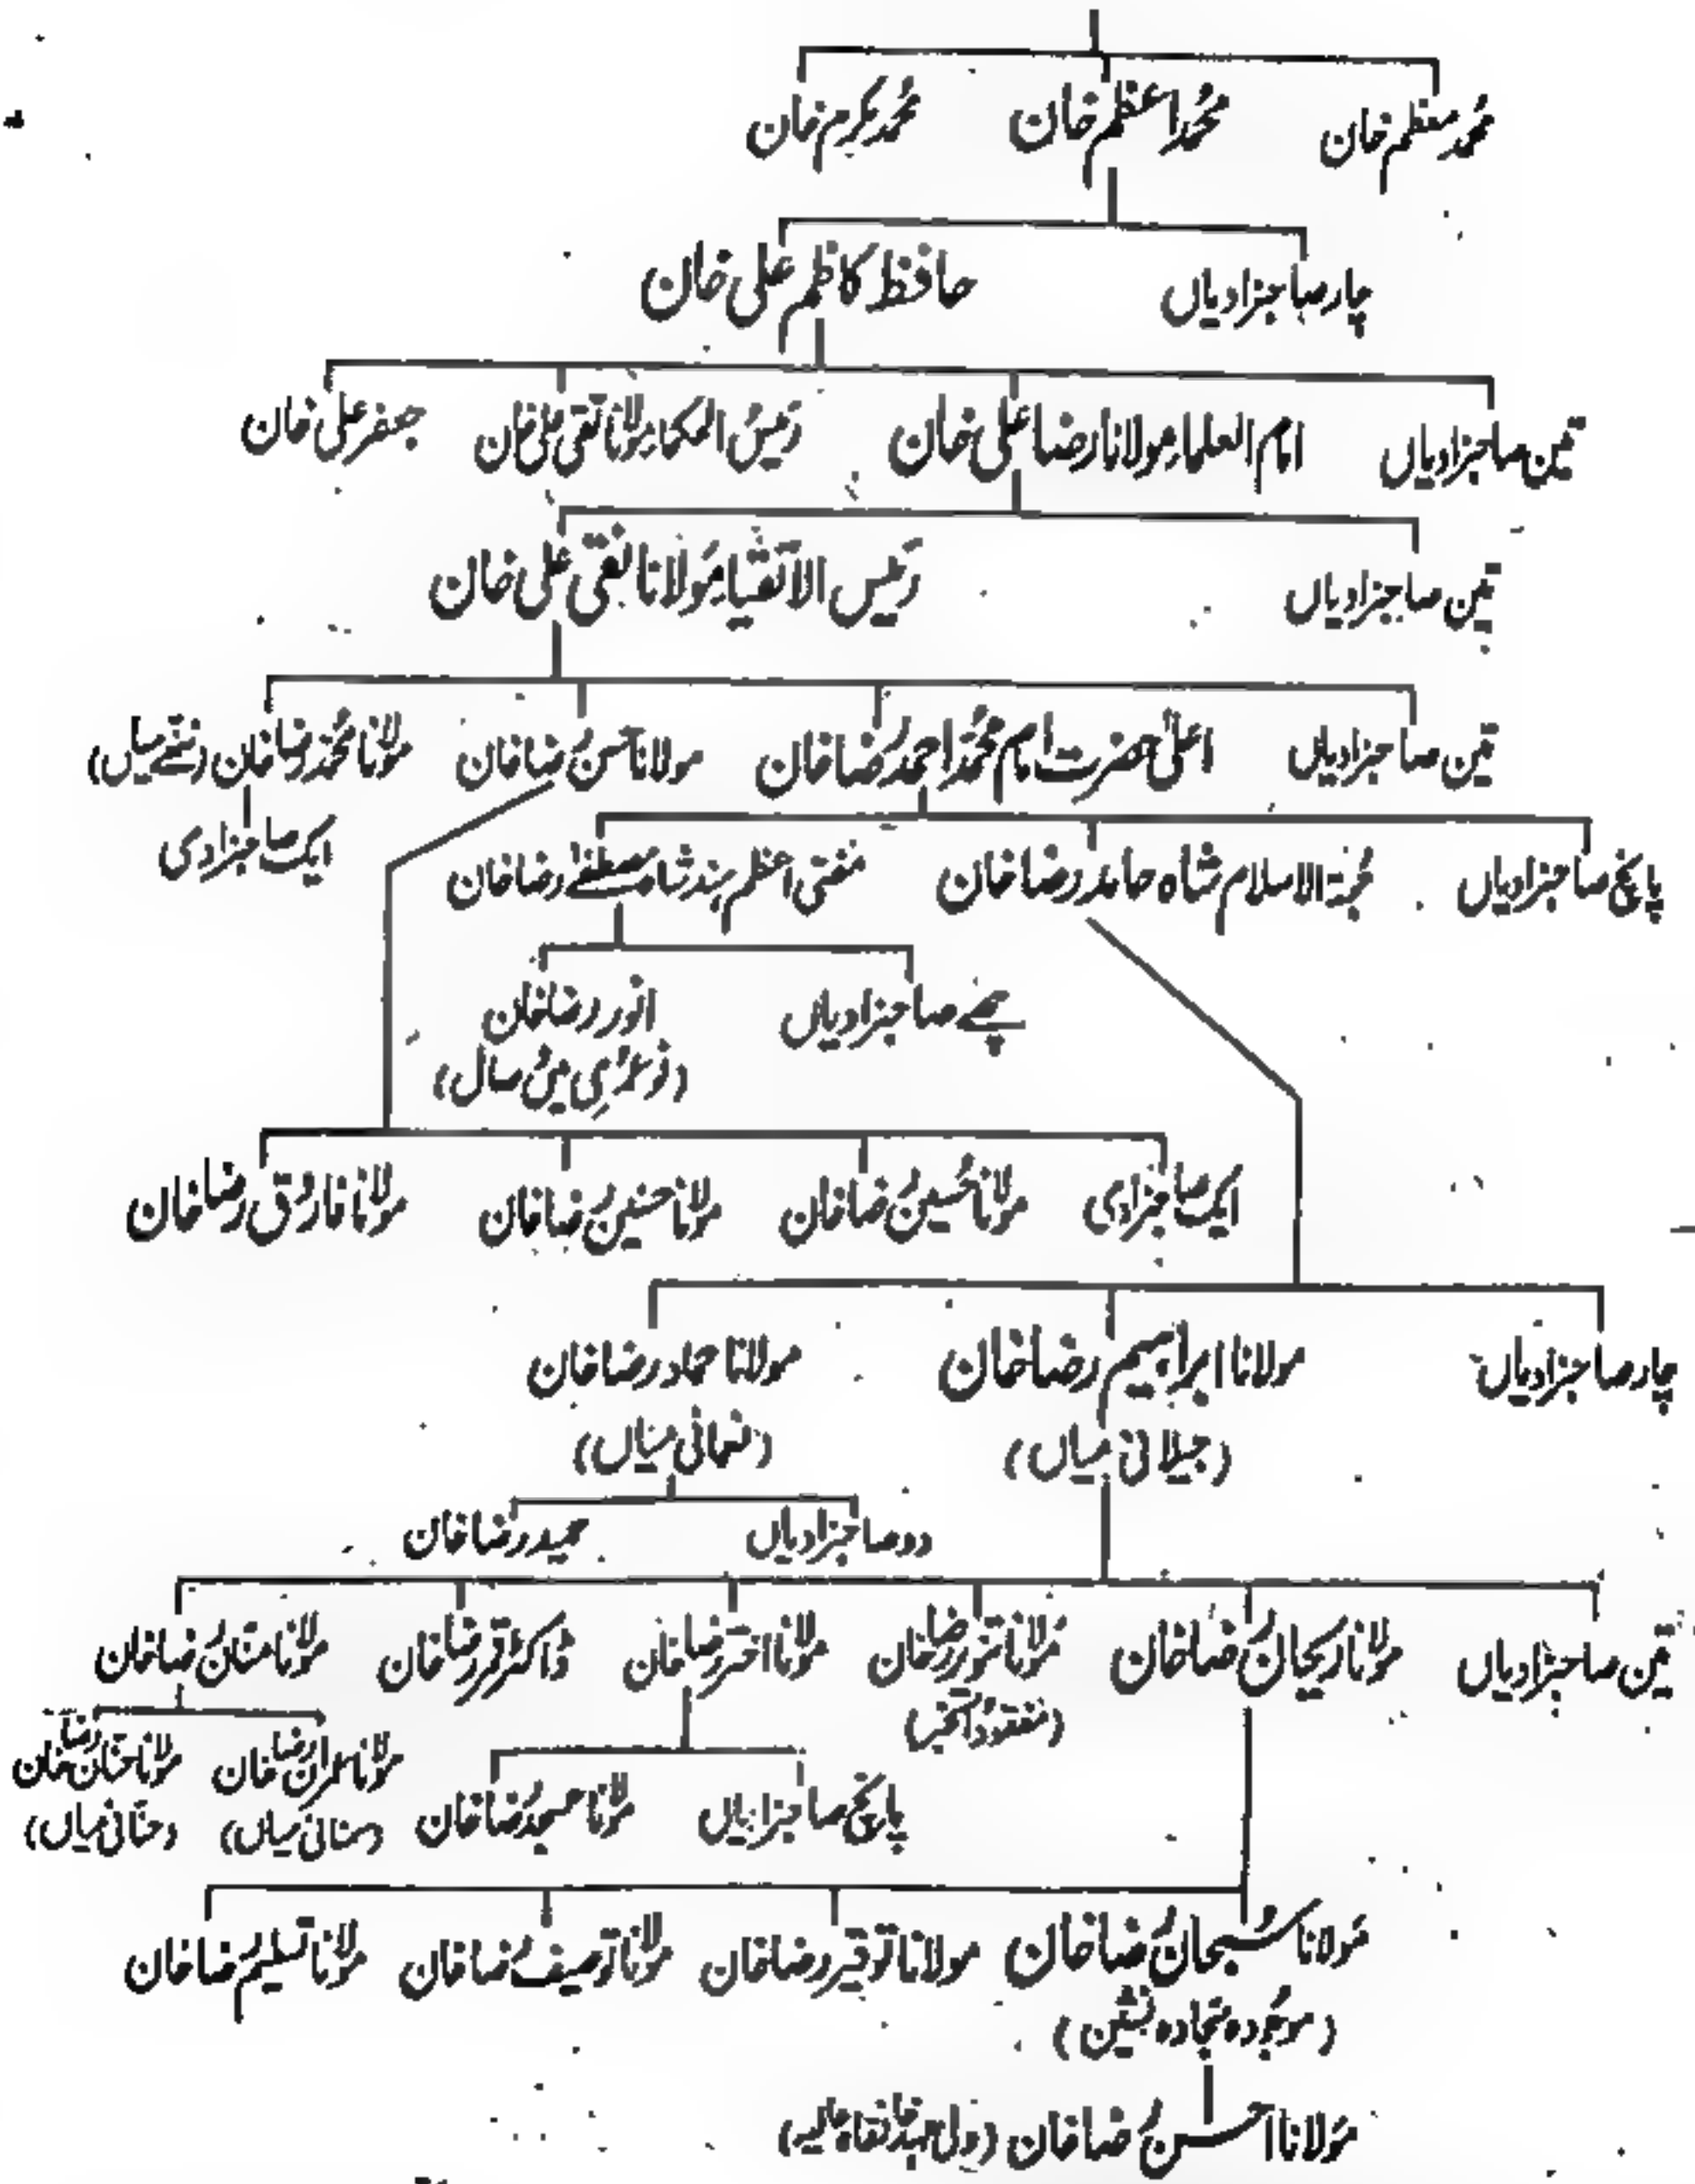 محمد معظم خان محمد اعظم خان محمد مکرم خان
چار صاحبزادیاں حافظ کاظم علی خان
تین صاحبزادیاں امام العلماء مولانا رضا علی خان رئیس الحکماء مولانا تقی علی خان جعفر علی خان
تین صاحبزادیاں رئیس الاتقیاء مولانا نقی علی خان
تین صاحبزادیاں اعلیٰ حضرت امام محمد احمد رضا خان مولانا حسن رضا خان مولانا محمد رضا خان (ننھے میاں)
ایک صاحبزادی
پانچ صاحبزادیاں حجۃ الاسلام شاہ حامد رضا خان مفتی اعظم ہند شاہ مصطفےٰ رضا خان
چھے صاحبزادیاں انور رضا خان
سال)
ایک صاحبزادی مولانا حسین رضا خان مولانا حسنین رضا خان مولانا فاروق رضا خان
چار صاحبزادیاں مولانا ابراہیم رضا خان مولانا حماد رضا خان
(جیلانی میاں) (نعمانی میاں)
دو صاحبزادیاں حمید رضا خان
تین صاحبزادیاں مولانا ریحان رضا خان مولانا تنویر رضا خان مولانا اختر رضا خان ڈاکٹر قمر رضا خان مولانا منان رضا خان
(مفقود الخبر)
پانچ صاحبزادیاں مولانا عسجد رضا خان مولانا عمران رضا خان مولانا حنان رضا خان
(سمنانی میاں) (حنانی میاں)
مولانا سبحان رضا خان مولانا توقیر رضا خان مولانا توصیف رضا خان مولانا تسلیم رضا خان
(موجودہ سجادہ نشین)
مولانا احسن رضا خان (ولی عہد خانقاہ عالیہ)